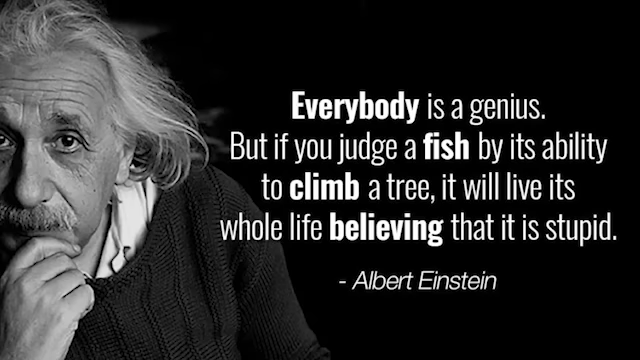 Everybody is a genius.
But if you judge a fish by its ability
to climb a tree, it will live its
whole life believing that it is stupid.
- Albert Einstein